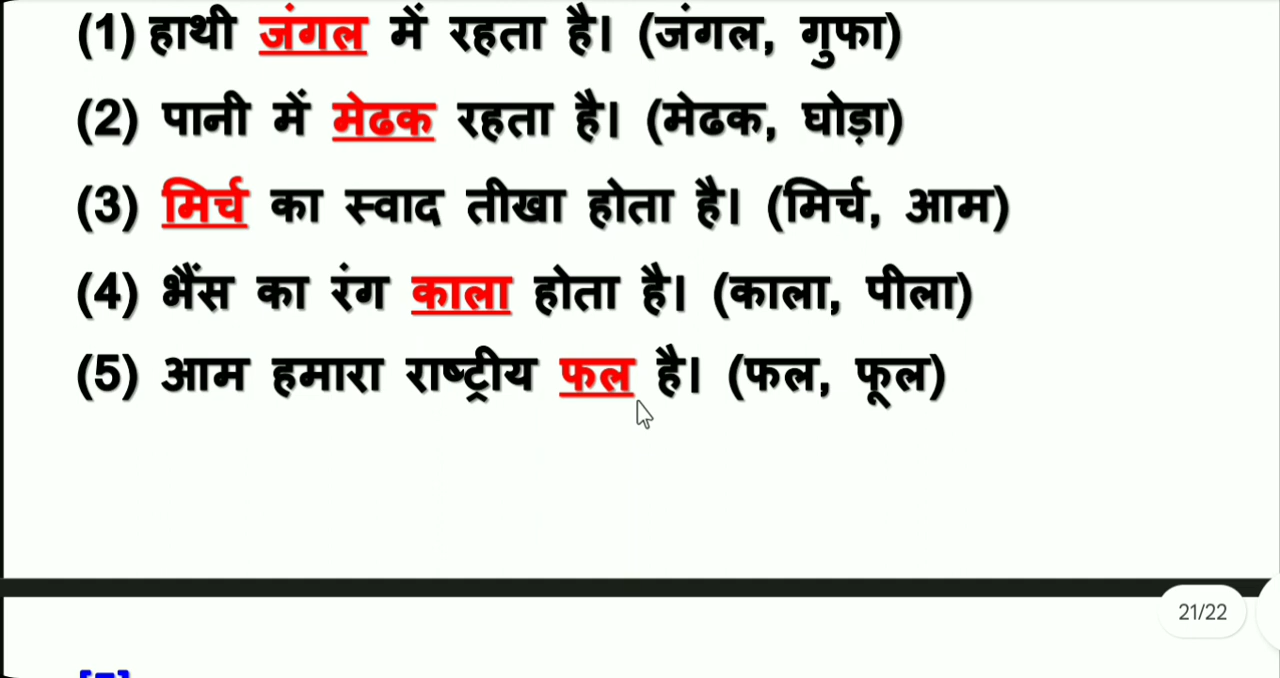 (1) हाथी जंगल में रहता है। (जंगल, गुफा)
(2) पानी में मेढक रहता है। (मेढक, घोड़ा)
(3) मिर्च का स्वाद तीखा होता है। (मिर्च, आम)
(4) भैंस का रंग काला होता है। (काला, पीला)
(5) आम हमारा राष्ट्रीय फल है। (फल, फूल)
21/22